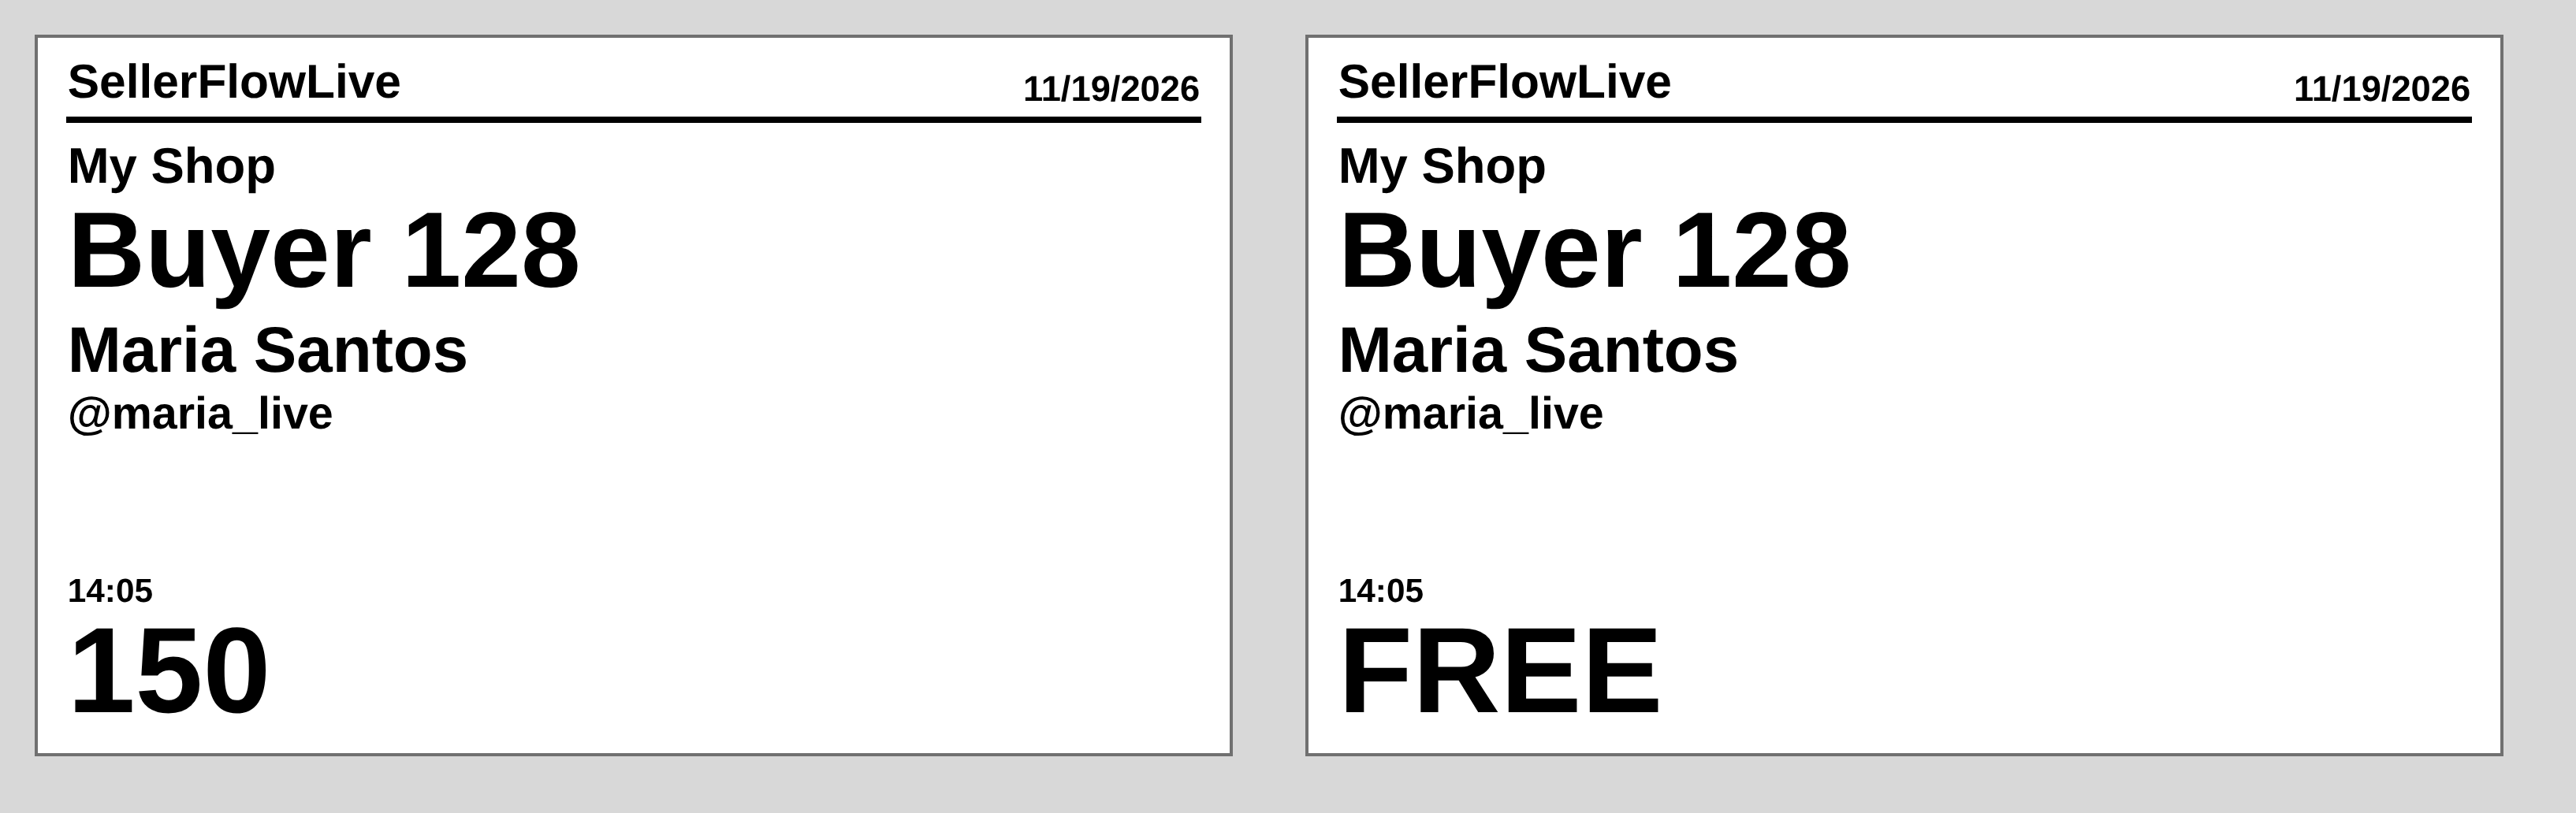 SellerFlowLive 11/19/2026
My Shop
Buyer 128
Maria Santos
@maria_live
14:05
150
SellerFlowLive 11/19/2026
My Shop
Buyer 128
Maria Santos
@maria_live
14:05
FREE